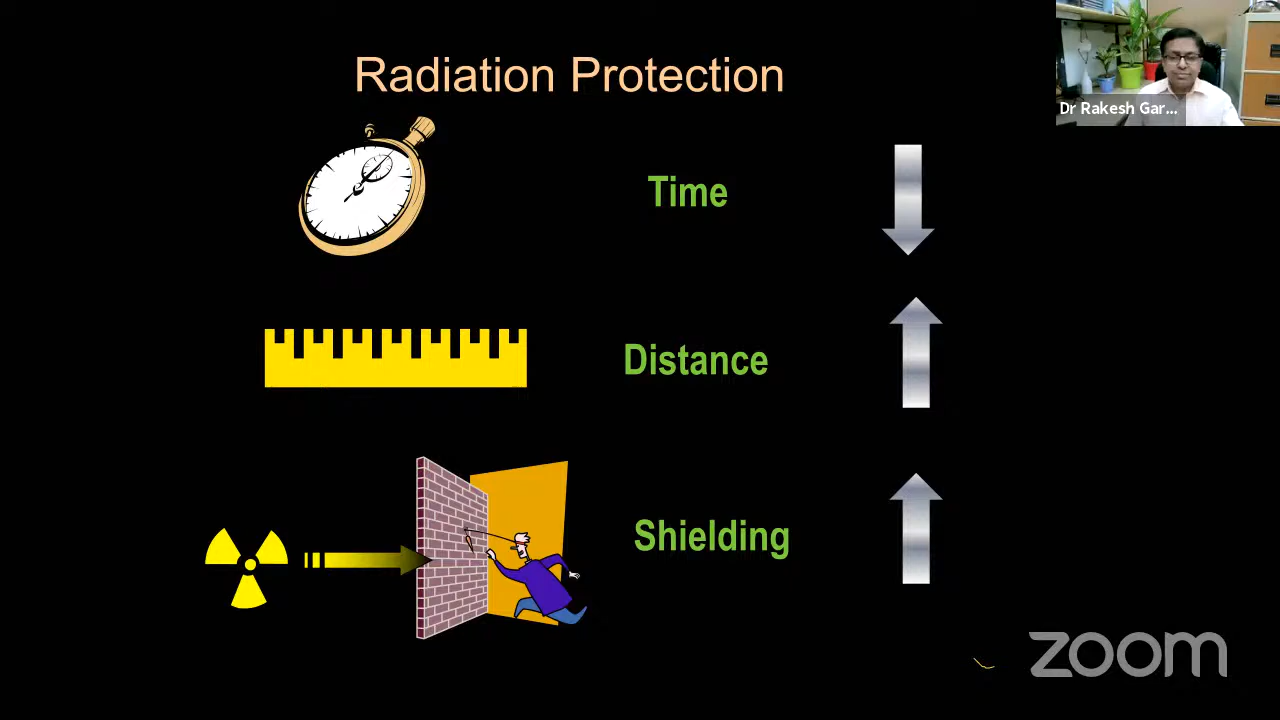 Radiation Protection
Dr Rakesh Gar...
Time
Distance
Shielding
zoom